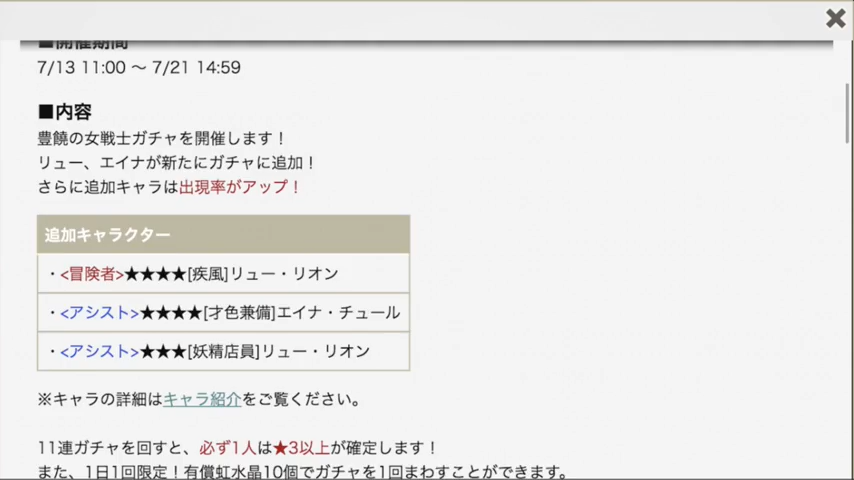 ■開催期間
7/13 11:00 ～ 7/21 14:59
■内容
豊饒の女戦士ガチャを開催します！
リュー、エイナが新たにガチャに追加！
さらに追加キャラは出現率がアップ！
追加キャラクター
・<冒険者>★★★★[疾風]リュー・リオン
・<アシスト>★★★★[才色兼備]エイナ・チュール
・<アシスト>★★★[妖精店員]リュー・リオン
※キャラの詳細はキャラ紹介をご覧ください。
11連ガチャを回すと、必ず1人は★3以上が確定します！
また、1日1回限定！有償虹水晶10個でガチャを1回まわすことができます。